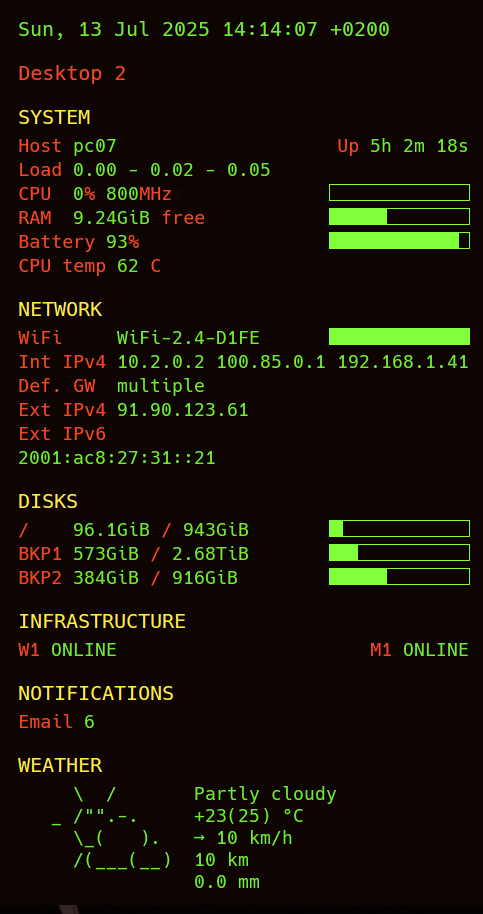 Sun, 13 Jul 2025 14:14:07 +0200
Desktop 2
SYSTEM
Host pc07 Up 5h 2m 18s
Load 0.00 - 0.02 - 0.05
CPU 0% 800MHz
RAM 9.24GiB free
Battery 93%
CPU temp 62 C
NETWORK
WiFi WiFi-2.4-D1FE
Int IPv4 10.2.0.2 100.85.0.1 192.168.1.41
Def. GW multiple
Ext IPv4 91.90.123.61
Ext IPv6
2001:ac8:27:31::21
DISKS
/ 96.1GiB / 943GiB
BKP1 573GiB / 2.68TiB
BKP2 384GiB / 916GiB
INFRASTRUCTURE
W1 ONLINE M1 ONLINE
NOTIFICATIONS
Email 6
WEATHER
\  /       Partly cloudy
_ /"".-.     +23(25) °C
\_(   ).   → 10 km/h
/(___(__)  10 km
0.0 mm